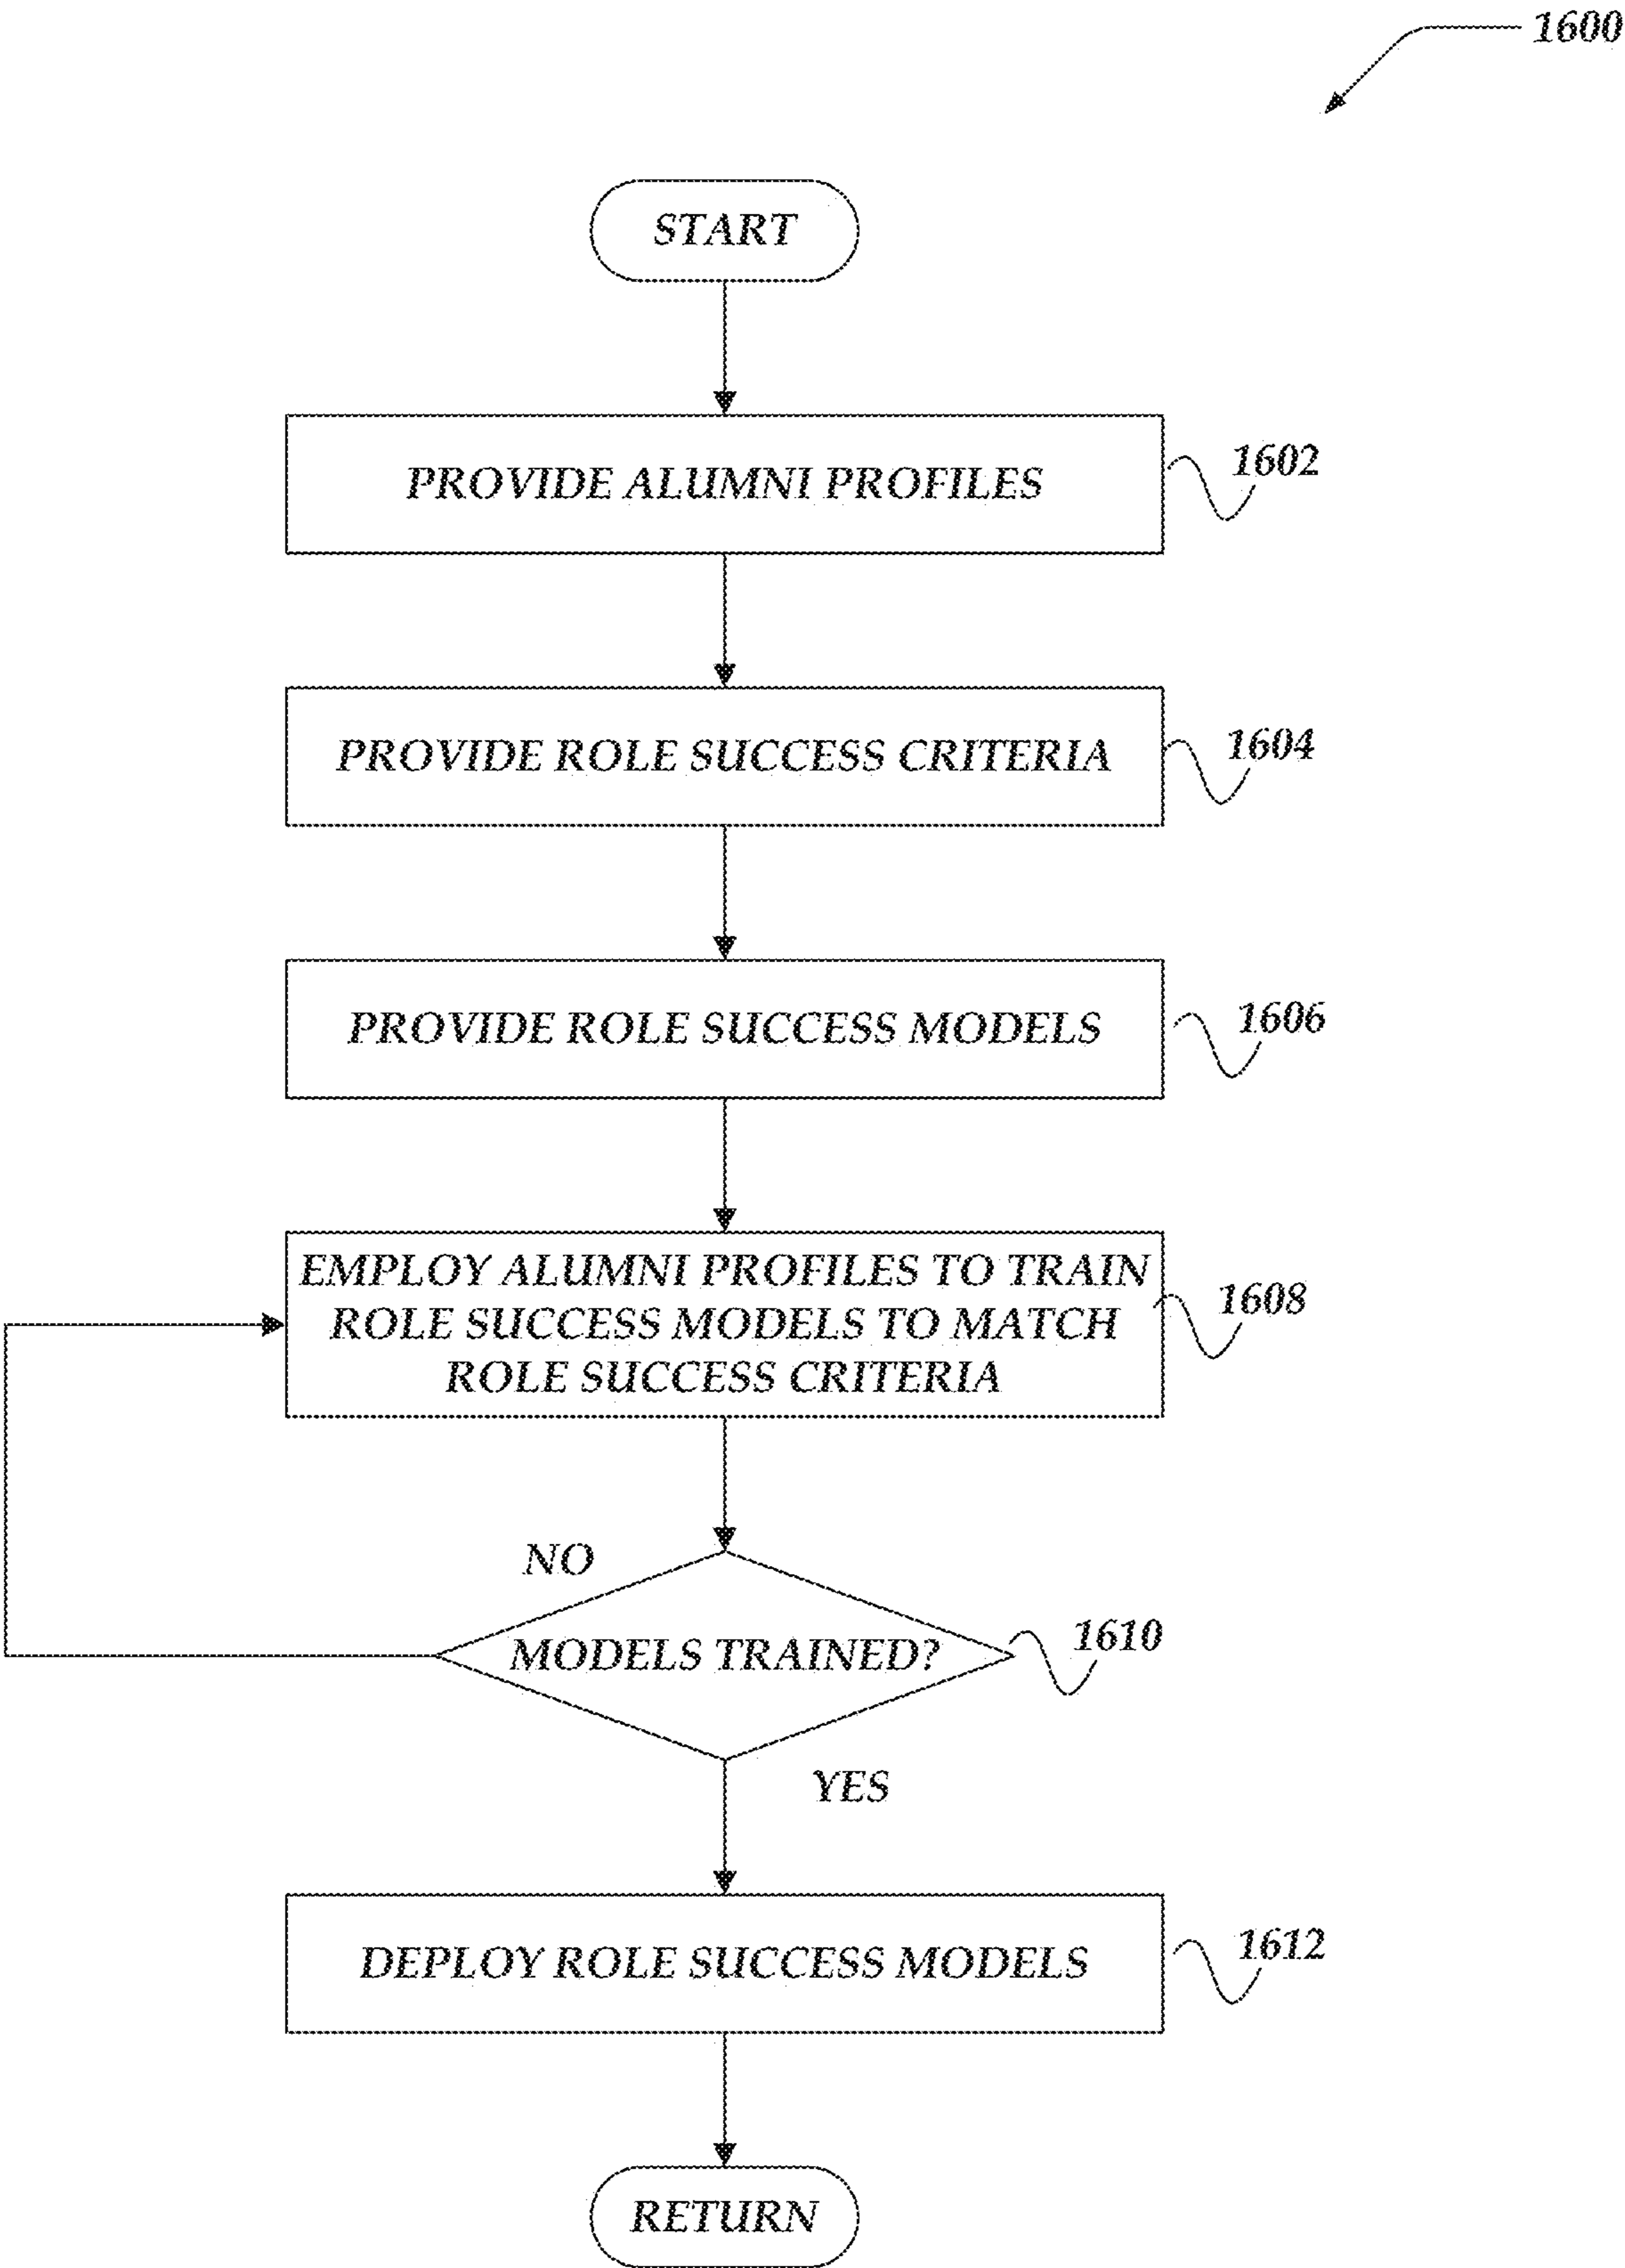 1600
START
PROVIDE ALUMNI PROFILES
1602
PROVIDE ROLE SUCCESS CRITERIA
1604
PROVIDE ROLE SUCCESS MODELS
1606
EMPLOY ALUMNI PROFILES TO TRAIN
ROLE SUCCESS MODELS TO MATCH
ROLE SUCCESS CRITERIA
1608
NO
MODELS TRAINED?
1610
YES
DEPLOY ROLE SUCCESS MODELS
1612
RETURN